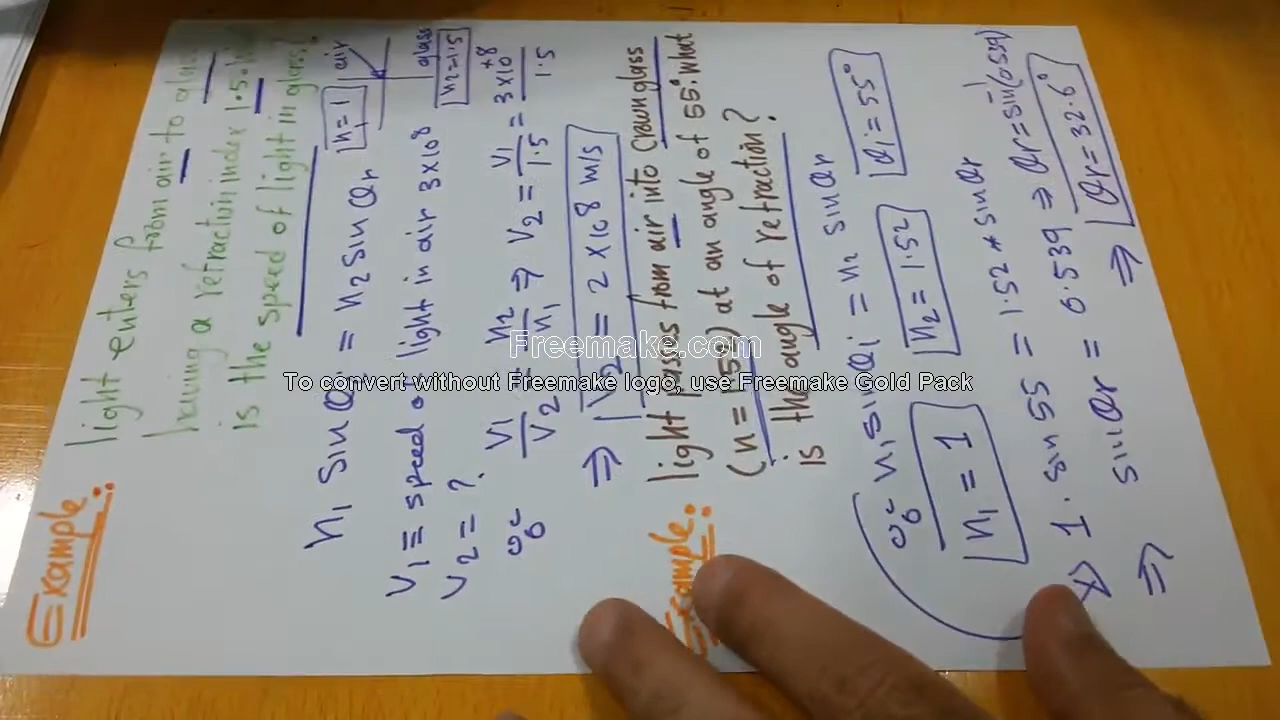 Example:
light enters from air to glass
having a refraction index 1.5. What
is the speed of light in glass?
n₁ sin θi = n₂ sin θr
n=1
air
glass
n₂=1.5
V₁ ≡ speed of light in air 3×10⁸
V₂ = ?
V₁/V₂ = n₂/n₁ ⇒ V₂ = V₁/1.5 = 3×10⁺⁸/1.5
⇒ V₂ = 2×10⁸ m/s
Example:
light passes from air into crown glass
(n=1.52) at an angle of 55°. what
is the angle of refraction?
n₁ sin θi = n₂ sin θr
n₁ = 1
n₂ = 1.52
θi = 55°
⇒ 1. sin 55 = 1.52 * sin θr
⇒ sin θr = 0.539 ⇒ θr = sin⁻¹(0.539)
⇒ θr = 32.6°
Freemake.com
To convert without Freemake logo, use Freemake Gold Pack